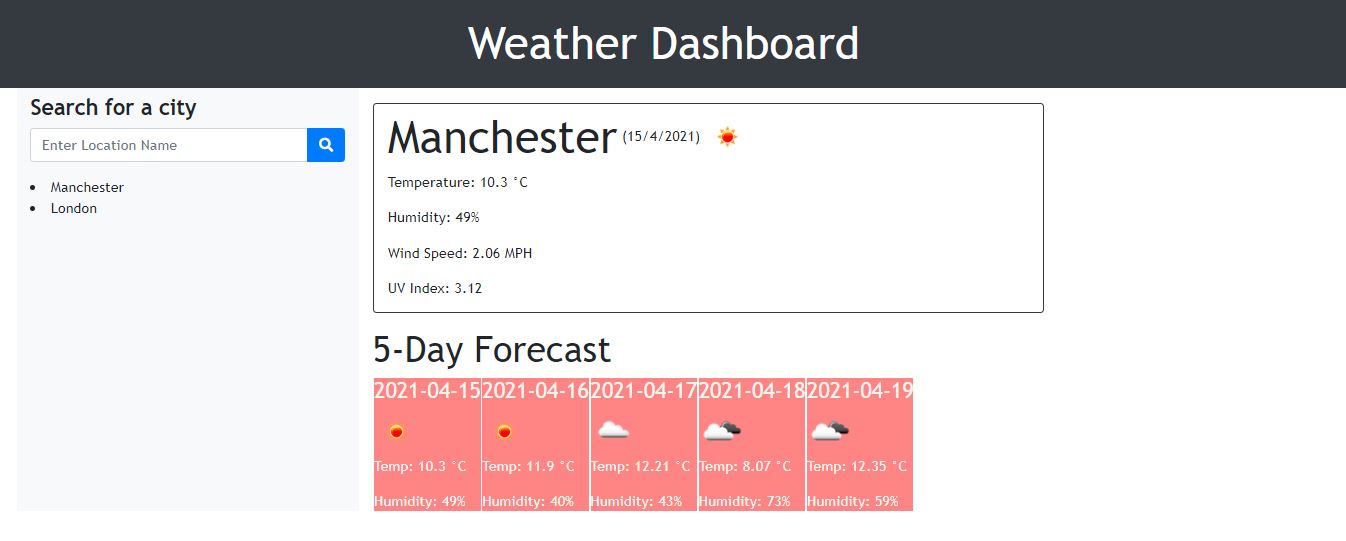 Weather Dashboard
Search for a city
Enter Location Name
Manchester
London
Manchester (15/4/2021)
Temperature: 10.3 °C
Humidity: 49%
Wind Speed: 2.06 MPH
UV Index: 3.12
5-Day Forecast
2021-04-15 2021-04-16 2021-04-17 2021-04-18 2021-04-19
Temp: 10.3 °C Temp: 11.9 °C Temp: 12.21 °C Temp: 8.07 °C Temp: 12.35 °C
Humidity: 49% Humidity: 40% Humidity: 43% Humidity: 73% Humidity: 59%